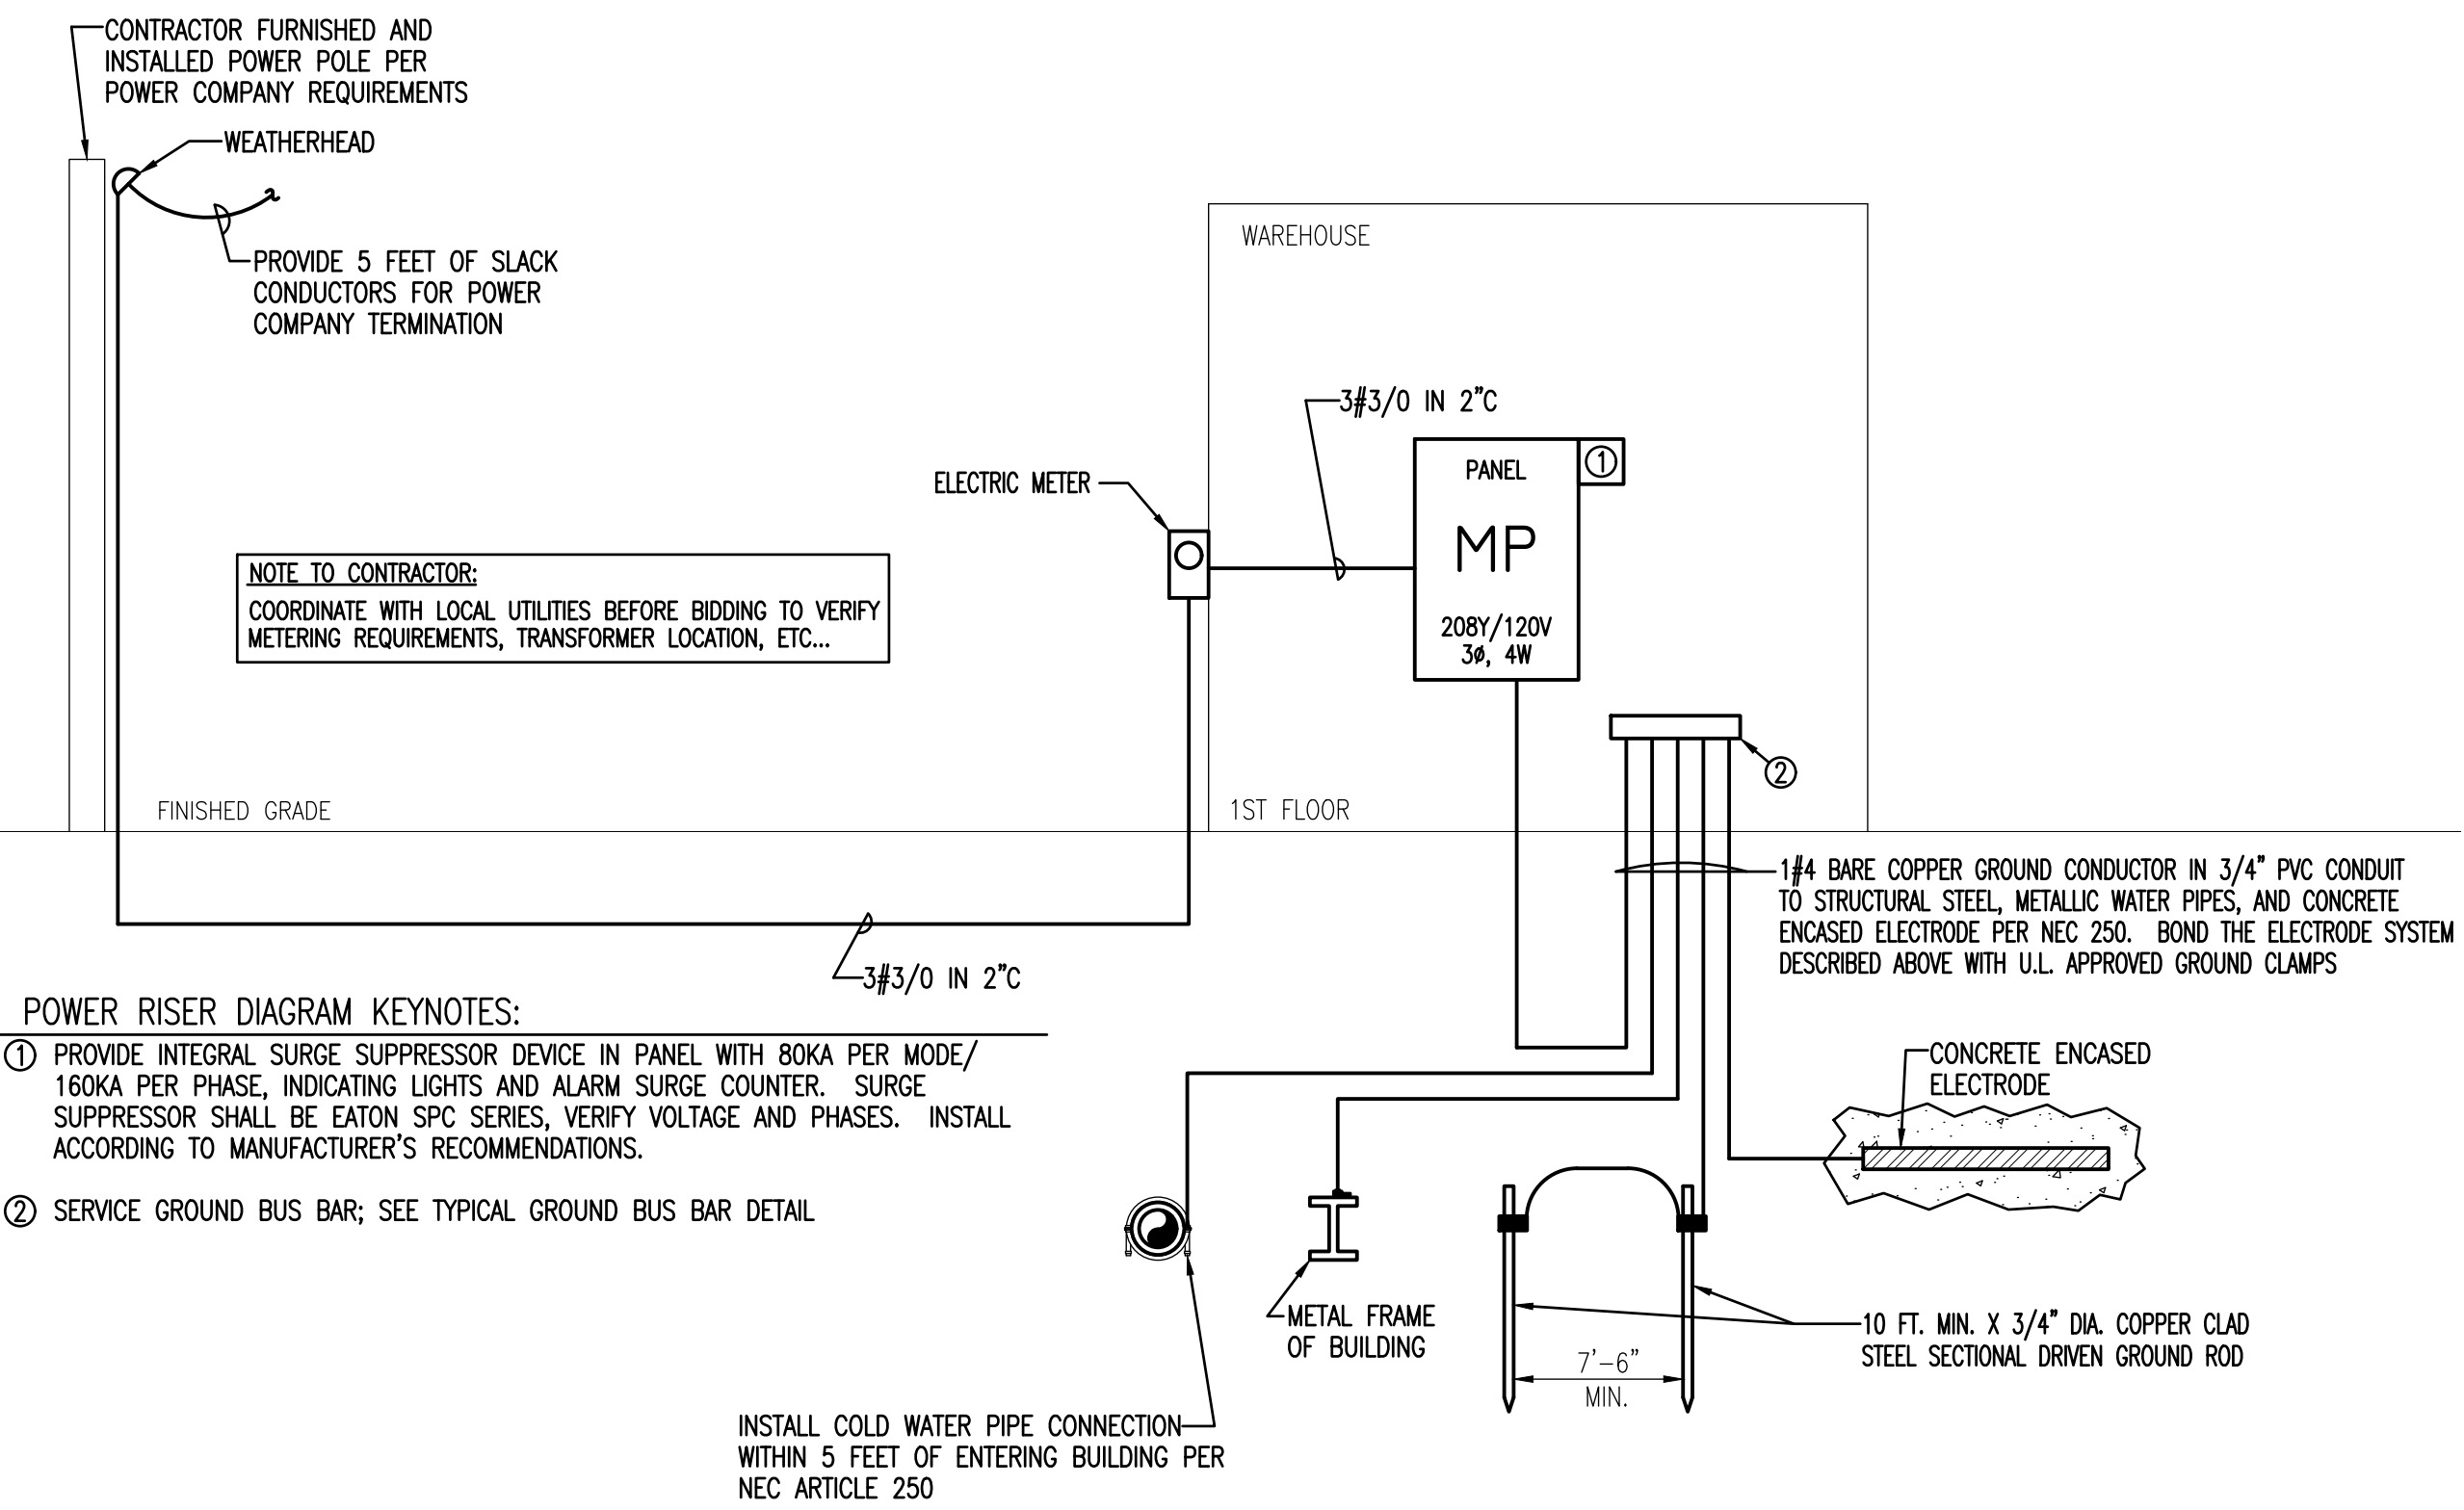 CONTRACTOR FURNISHED AND
INSTALLED POWER POLE PER
POWER COMPANY REQUIREMENTS
WEATHERHEAD
PROVIDE 5 FEET OF SLACK
CONDUCTORS FOR POWER
COMPANY TERMINATION
WAREHOUSE
3#3/0 IN 2"C
ELECTRIC METER
PANEL
1
MP
208Y/120V
3ø, 4W
NOTE TO CONTRACTOR:
COORDINATE WITH LOCAL UTILITIES BEFORE BIDDING TO VERIFY
METERING REQUIREMENTS, TRANSFORMER LOCATION, ETC...
2
FINISHED GRADE
1ST FLOOR
1#4 BARE COPPER GROUND CONDUCTOR IN 3/4" PVC CONDUIT
TO STRUCTURAL STEEL, METALLIC WATER PIPES, AND CONCRETE
ENCASED ELECTRODE PER NEC 250. BOND THE ELECTRODE SYSTEM
DESCRIBED ABOVE WITH U.L. APPROVED GROUND CLAMPS
3#3/0 IN 2"C
POWER RISER DIAGRAM KEYNOTES:
1 PROVIDE INTEGRAL SURGE SUPPRESSOR DEVICE IN PANEL WITH 80KA PER MODE/
160KA PER PHASE, INDICATING LIGHTS AND ALARM SURGE COUNTER. SURGE
SUPPRESSOR SHALL BE EATON SPC SERIES, VERIFY VOLTAGE AND PHASES. INSTALL
ACCORDING TO MANUFACTURER'S RECOMMENDATIONS.
2 SERVICE GROUND BUS BAR; SEE TYPICAL GROUND BUS BAR DETAIL
CONCRETE ENCASED
ELECTRODE
METAL FRAME
OF BUILDING
10 FT. MIN. X 3/4" DIA. COPPER CLAD
STEEL SECTIONAL DRIVEN GROUND ROD
7'-6"
MIN.
INSTALL COLD WATER PIPE CONNECTION
WITHIN 5 FEET OF ENTERING BUILDING PER
NEC ARTICLE 250